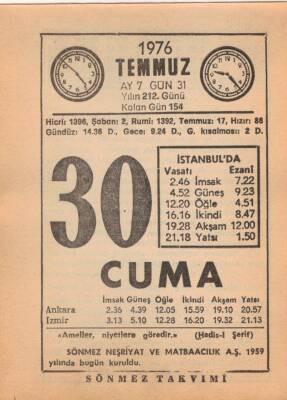 1976
TEMMUZ
AY 7 GÜN 31
Yılın 212. Günü
Kalan Gün 154
Hicri: 1396, Şaban: 2, Rumi: 1392, Temmuz: 17, Hızır: 86
Gündüz: 14.36 D., Gece: 9.24 D., G. kısalması: 2 D.
30
İSTANBUL'DA
Vasatı Ezanî
2.46 İmsak 7.22
4.52 Güneş 9.23
12.20 Öğle 4.51
16.16 İkindi 8.47
19.28 Akşam 12.00
21.18 Yatsı 1.50
CUMA
İmsak Güneş Öğle İkindi Akşam Yatsı
Ankara 2.36 4.39 12.05 15.59 19.10 20.57
İzmir 3.13 5.10 12.28 16.20 19.32 21.13
«Ameller, niyetlere göredir.» (Hadis-i Şerif)
SÖNMEZ NEŞRİYAT VE MATBAACILIK A.Ş. 1959
yılında bugün kuruldu.
SÖNMEZ TAKVİMİ